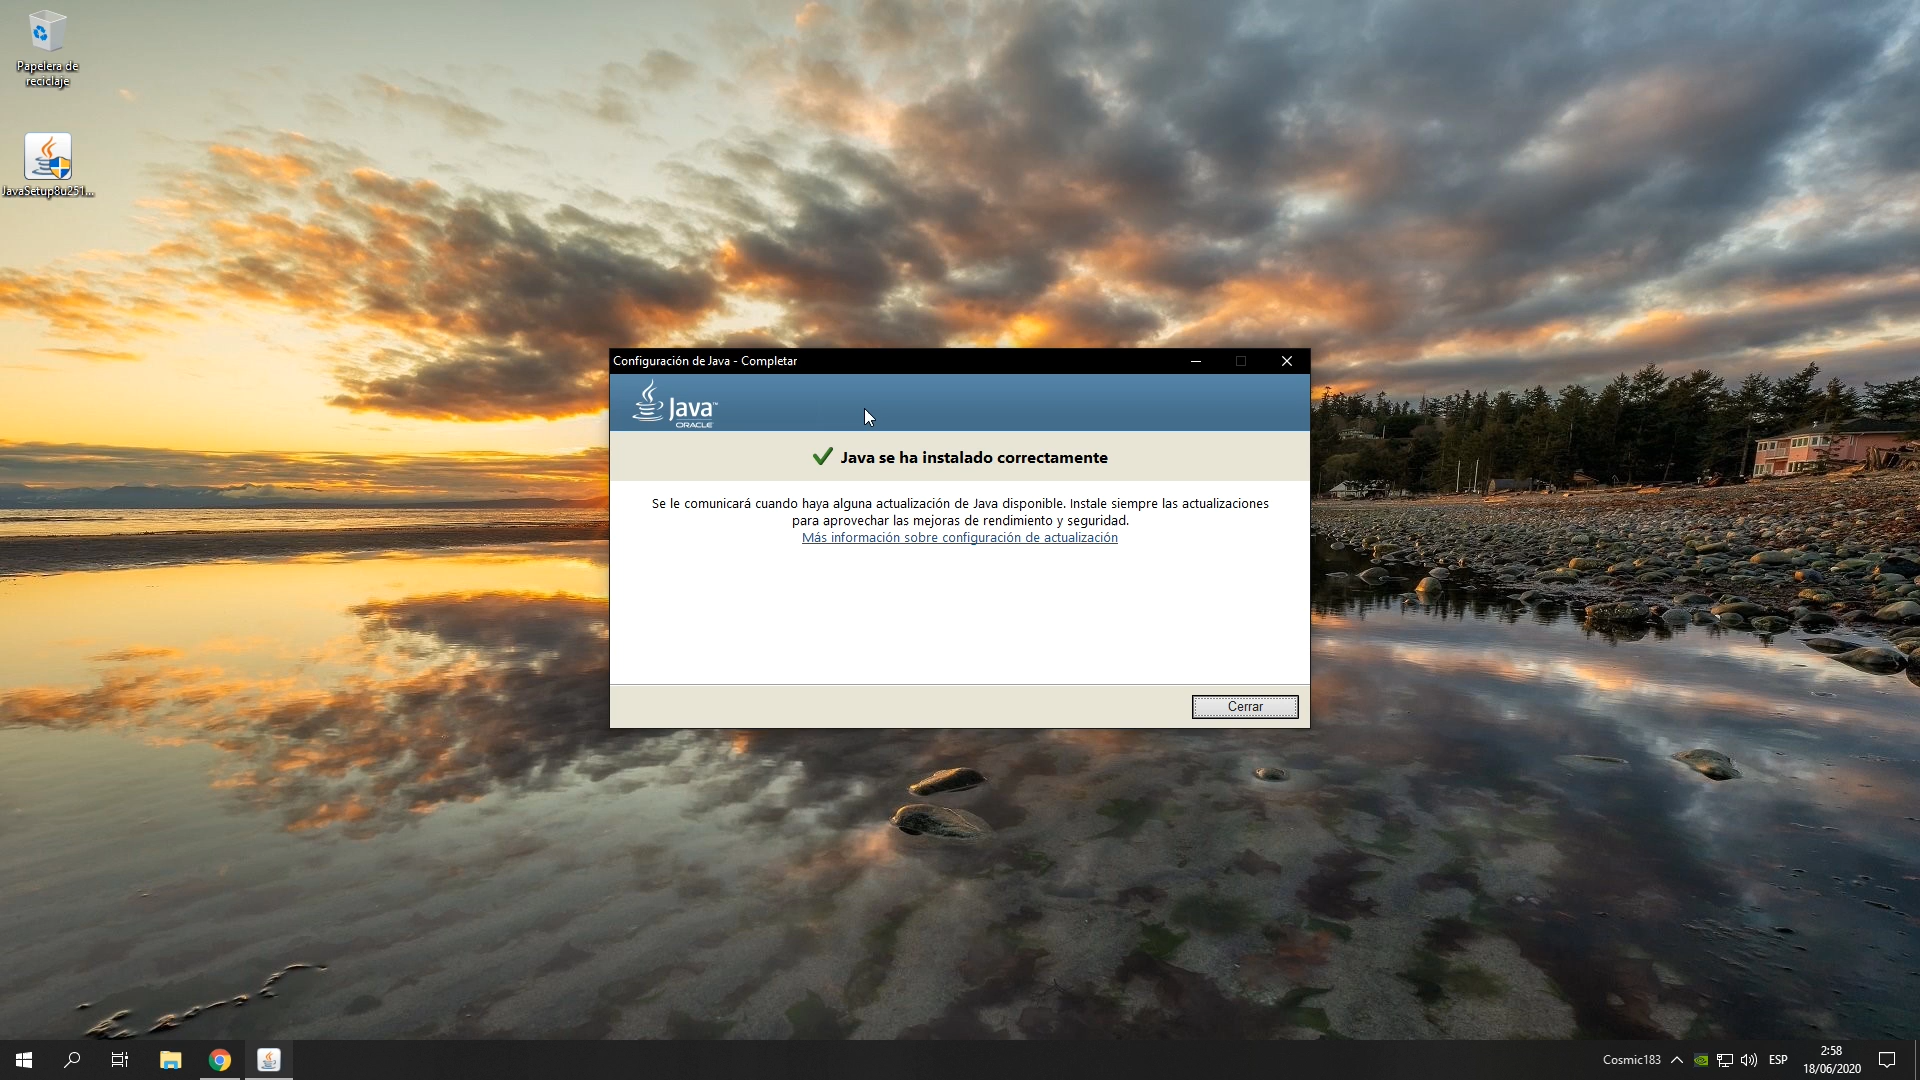 Papelera de
reciclaje
JavaSetup8u251...
Configuración de Java - Completar
Java™
ORACLE
Java se ha instalado correctamente
Se le comunicará cuando haya alguna actualización de Java disponible. Instale siempre las actualizaciones
para aprovechar las mejoras de rendimiento y seguridad.
Más información sobre configuración de actualización
Cerrar
Cosmic183
ESP
2:58
18/06/2020